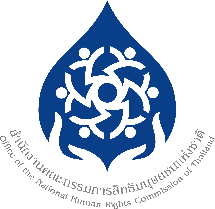 สำนักงานคณะกรรมการสิทธิมนุษยชนแห่งชาติ
Office of the National Human Rights Commission of Thailand